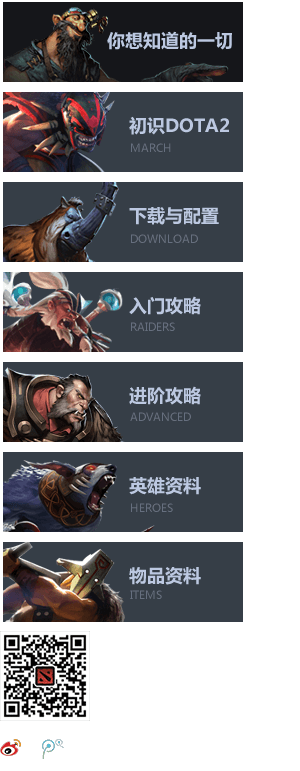 你想知道的一切
初识DOTA2
MARCH
下载与配置
DOWNLOAD
入门攻略
RAIDERS
进阶攻略
ADVANCED
英雄资料
HEROES
物品资料
ITEMS